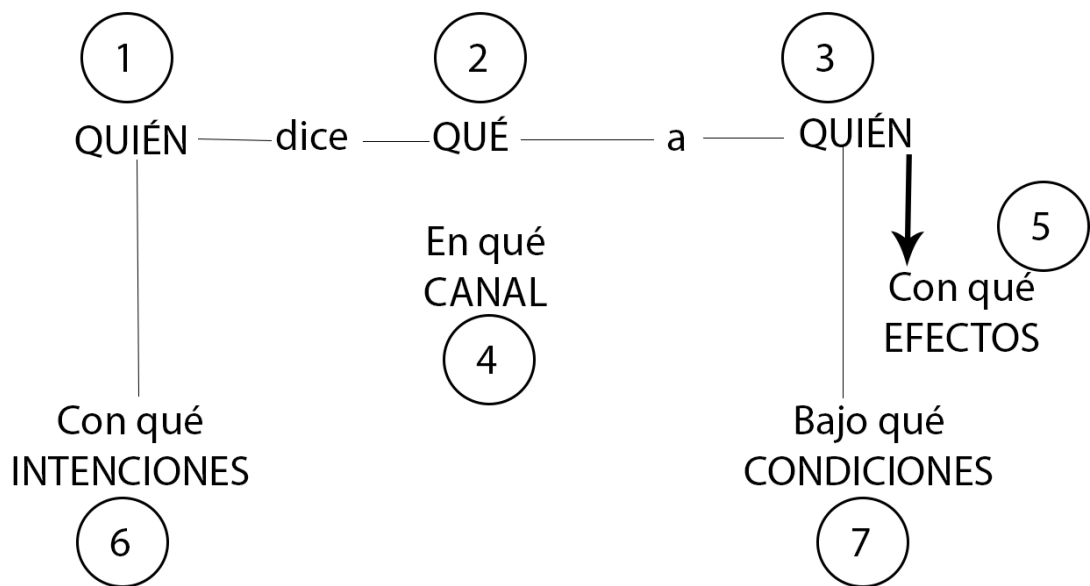 1 2 3
QUIÉN dice QUÉ a QUIÉN
En qué
CANAL
4
5
Con qué
EFECTOS
Con qué
INTENCIONES
6
Bajo qué
CONDICIONES
7